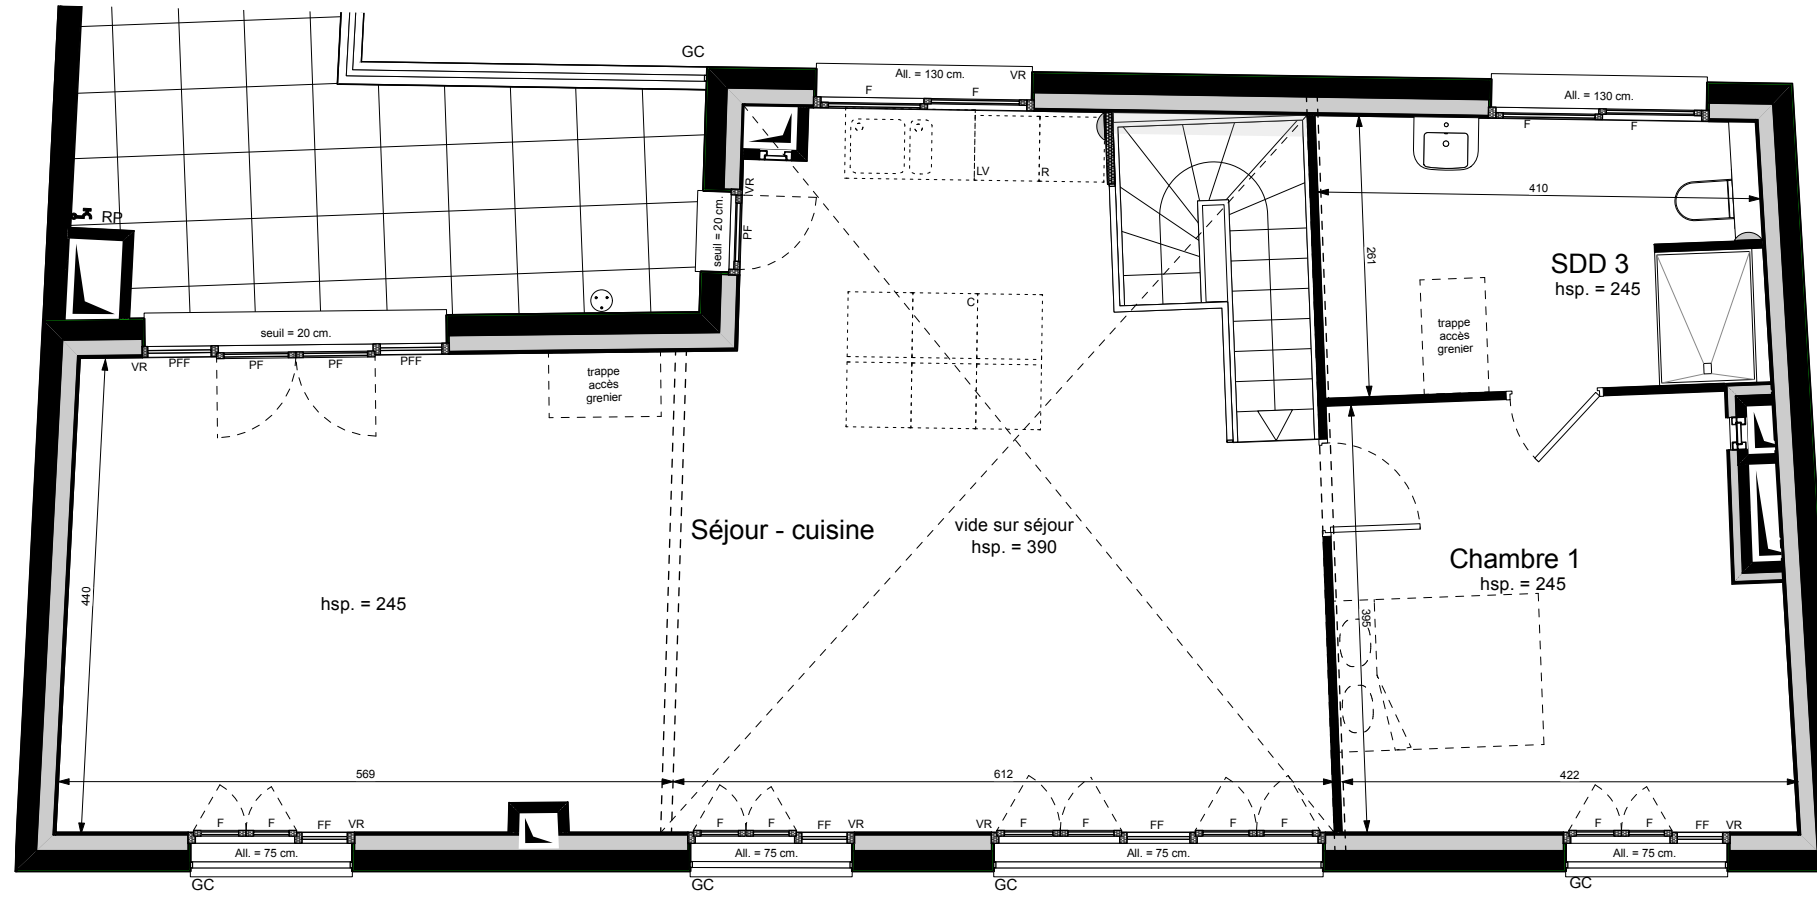 GC
All. = 130 cm.
VR
F
F
All. = 130 cm.
F
F
LV
R
RP
VR
seuil = 20 cm.
PF
410
261
SDD 3
hsp. = 245
C
trappe
accès
grenier
seuil = 20 cm.
VR
PFF
PF
PF
PFF
trappe
accès
grenier
Séjour - cuisine
vide sur séjour
hsp. = 390
Chambre 1
hsp. = 245
440
hsp. = 245
395
569
612
422
F
F
FF
VR
F
F
FF
VR
VR
F
F
FF
F
F
F
F
FF
VR
All. = 75 cm.
All. = 75 cm.
All. = 75 cm.
All. = 75 cm.
GC
GC
GC
GC